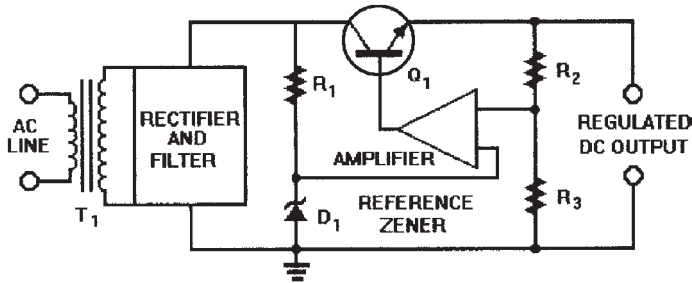 AC
LINE
T1
RECTIFIER
AND
FILTER
R1
Q1
AMPLIFIER
D1
REFERENCE
ZENER
R2
R3
REGULATED
DC OUTPUT